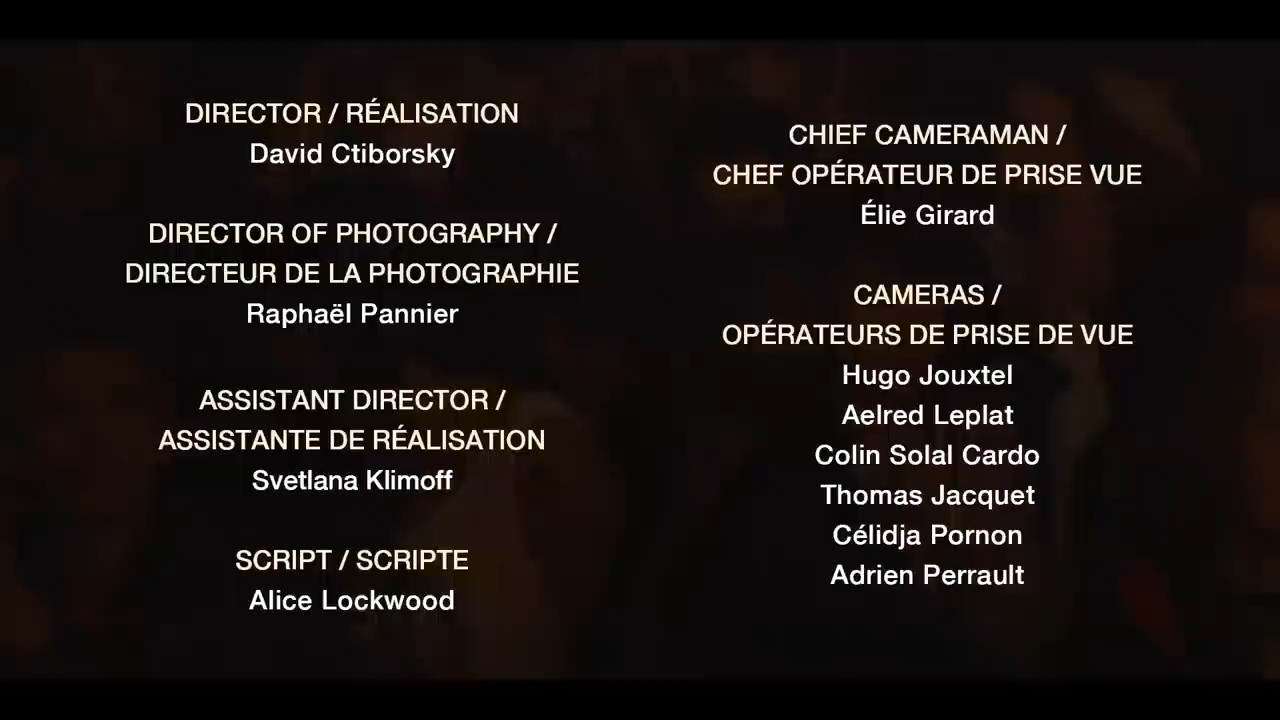 DIRECTOR / RÉALISATION
David Ctiborsky
DIRECTOR OF PHOTOGRAPHY /
DIRECTEUR DE LA PHOTOGRAPHIE
Raphaël Pannier
ASSISTANT DIRECTOR /
ASSISTANTE DE RÉALISATION
Svetlana Klimoff
SCRIPT / SCRIPTE
Alice Lockwood
CHIEF CAMERAMAN /
CHEF OPÉRATEUR DE PRISE VUE
Élie Girard
CAMERAS /
OPÉRATEURS DE PRISE DE VUE
Hugo Jouxtel
Aelred Leplat
Colin Solal Cardo
Thomas Jacquet
Célidja Pornon
Adrien Perrault